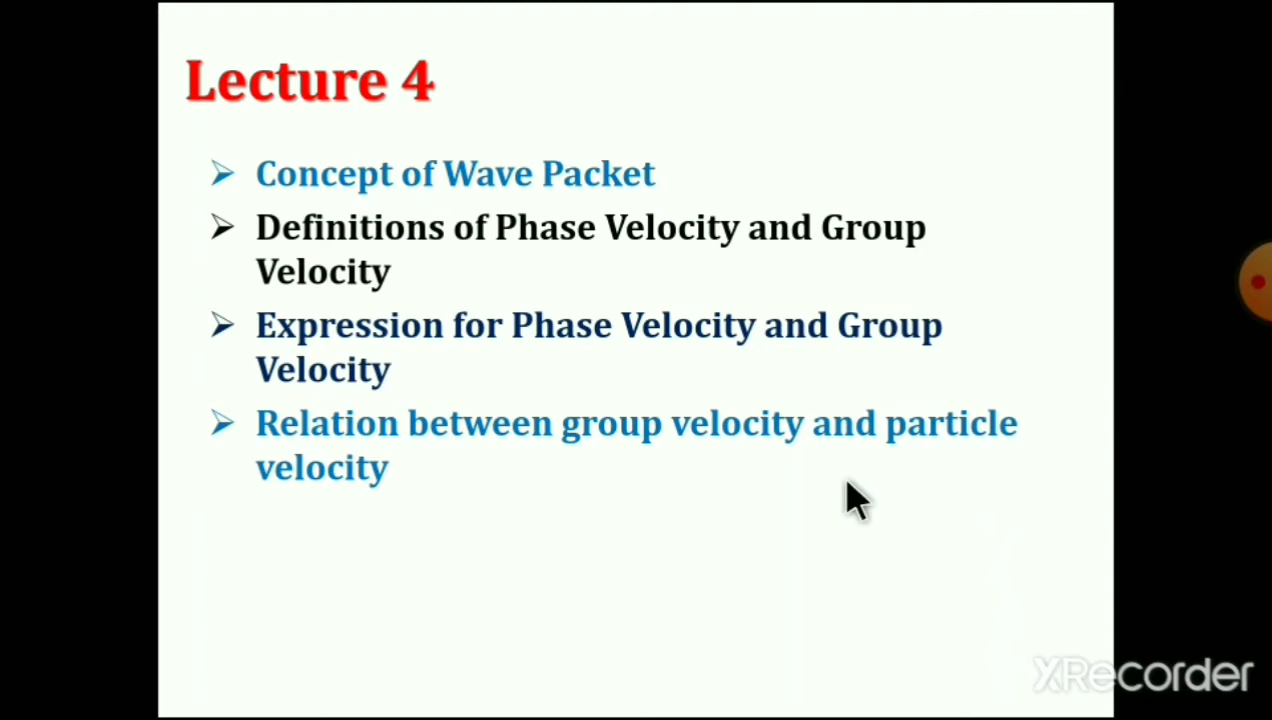 Lecture 4
➢ Concept of Wave Packet
➢ Definitions of Phase Velocity and Group
Velocity
➢ Expression for Phase Velocity and Group
Velocity
➢ Relation between group velocity and particle
velocity
XRecorder